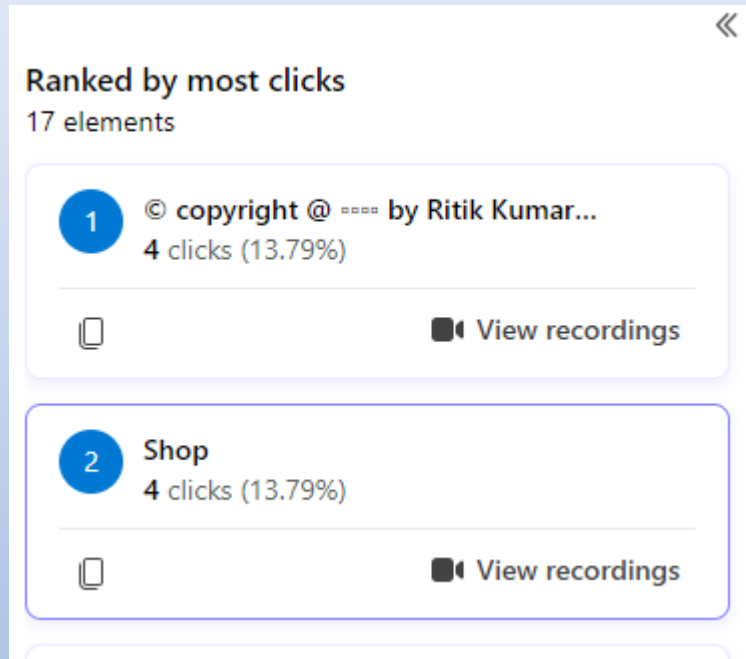 Ranked by most clicks
17 elements
1
© copyright @ ▫▫▫▫ by Ritik Kumar...
4 clicks (13.79%)
View recordings
2
Shop
4 clicks (13.79%)
View recordings